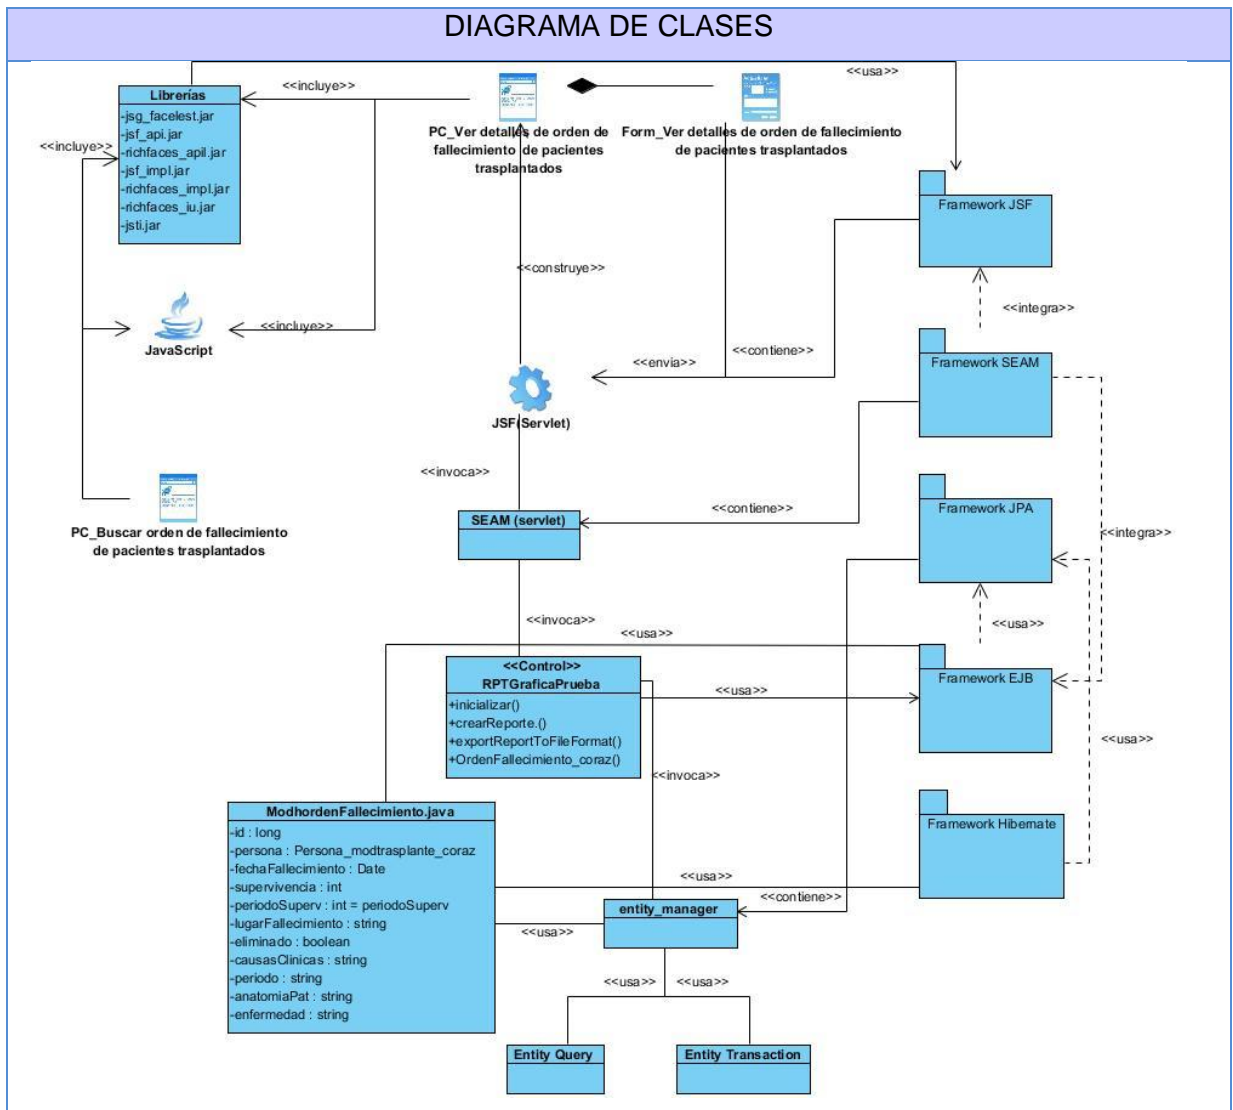 DIAGRAMA DE CLASES
<<usa>>
<<incluye>>
Librerías
-jsg_facelest.jar
-jsf_api.jar
-richfaces_apil.jar
-jsf_impl.jar
-richfaces_impl.jar
-richfaces_iu.jar
-jsti.jar
<<incluye>>
PC_Ver detalles de orden de
fallecimiento de pacientes
trasplantados
Form_Ver detalles de orden de fallecimiento
de pacientes trasplantados
Framework JSF
<<construye>>
<<integra>>
<<incluye>>
JavaScript
<<envia>>
<<contiene>>
Framework SEAM
JSF(Servlet)
<<invoca>>
PC_Buscar orden de fallecimiento
de pacientes trasplantados
SEAM (servlet)
<<contiene>>
Framework JPA
<<integra>>
<<invoca>>
<<usa>>
<<usa>>
<<Control>>
RPTGraficaPrueba
+inicializar()
+crearReporte.()
+exportReportToFileFormat()
+OrdenFallecimiento_coraz()
<<usa>>
Framework EJB
<<usa>>
<<invoca>>
ModhordenFallecimiento.java
-id : long
-persona : Persona_modtrasplante_coraz
-fechaFallecimiento : Date
-supervivencia : int
-periodoSuperv : int = periodoSuperv
-lugarFallecimiento : string
-eliminado : boolean
-causasClinicas : string
-periodo : string
-anatomiaPat : string
-enfermedad : string
Framework Hibernate
<<usa>>
<<contiene>>
entity_manager
<<usa>>
<<usa>>
<<usa>>
Entity Query
Entity Transaction